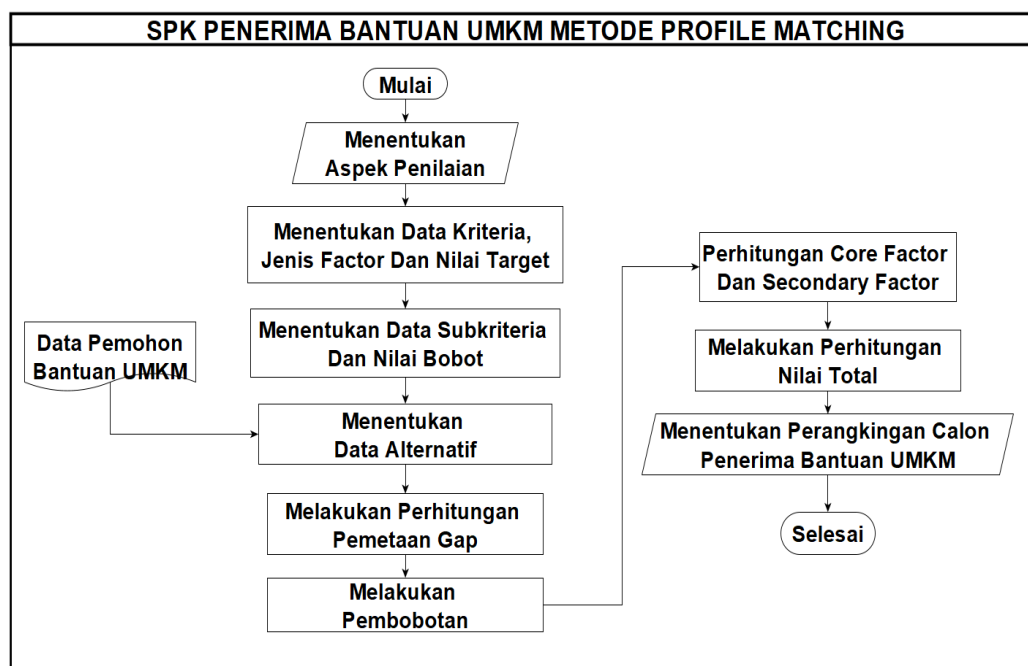 SPK PENERIMA BANTUAN UMKM METODE PROFILE MATCHING
Mulai
Menentukan
Aspek Penilaian
Menentukan Data Kriteria,
Jenis Factor Dan Nilai Target
Menentukan Data Subkriteria
Dan Nilai Bobot
Data Pemohon
Bantuan UMKM
Menentukan
Data Alternatif
Melakukan Perhitungan
Pemetaan Gap
Melakukan
Pembobotan
Perhitungan Core Factor
Dan Secondary Factor
Melakukan Perhitungan
Nilai Total
Menentukan Perangkingan Calon
Penerima Bantuan UMKM
Selesai